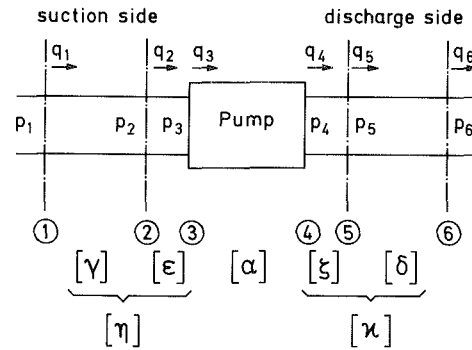 suction side discharge side
q₁ q₂ q₃ q₄ q₅ q₆
p₁ p₂ p₃ Pump p₄ p₅ p₆
① ② ③ ④ ⑤ ⑥
[γ] [ε] [α] [ξ] [δ]
[η] [ϰ]